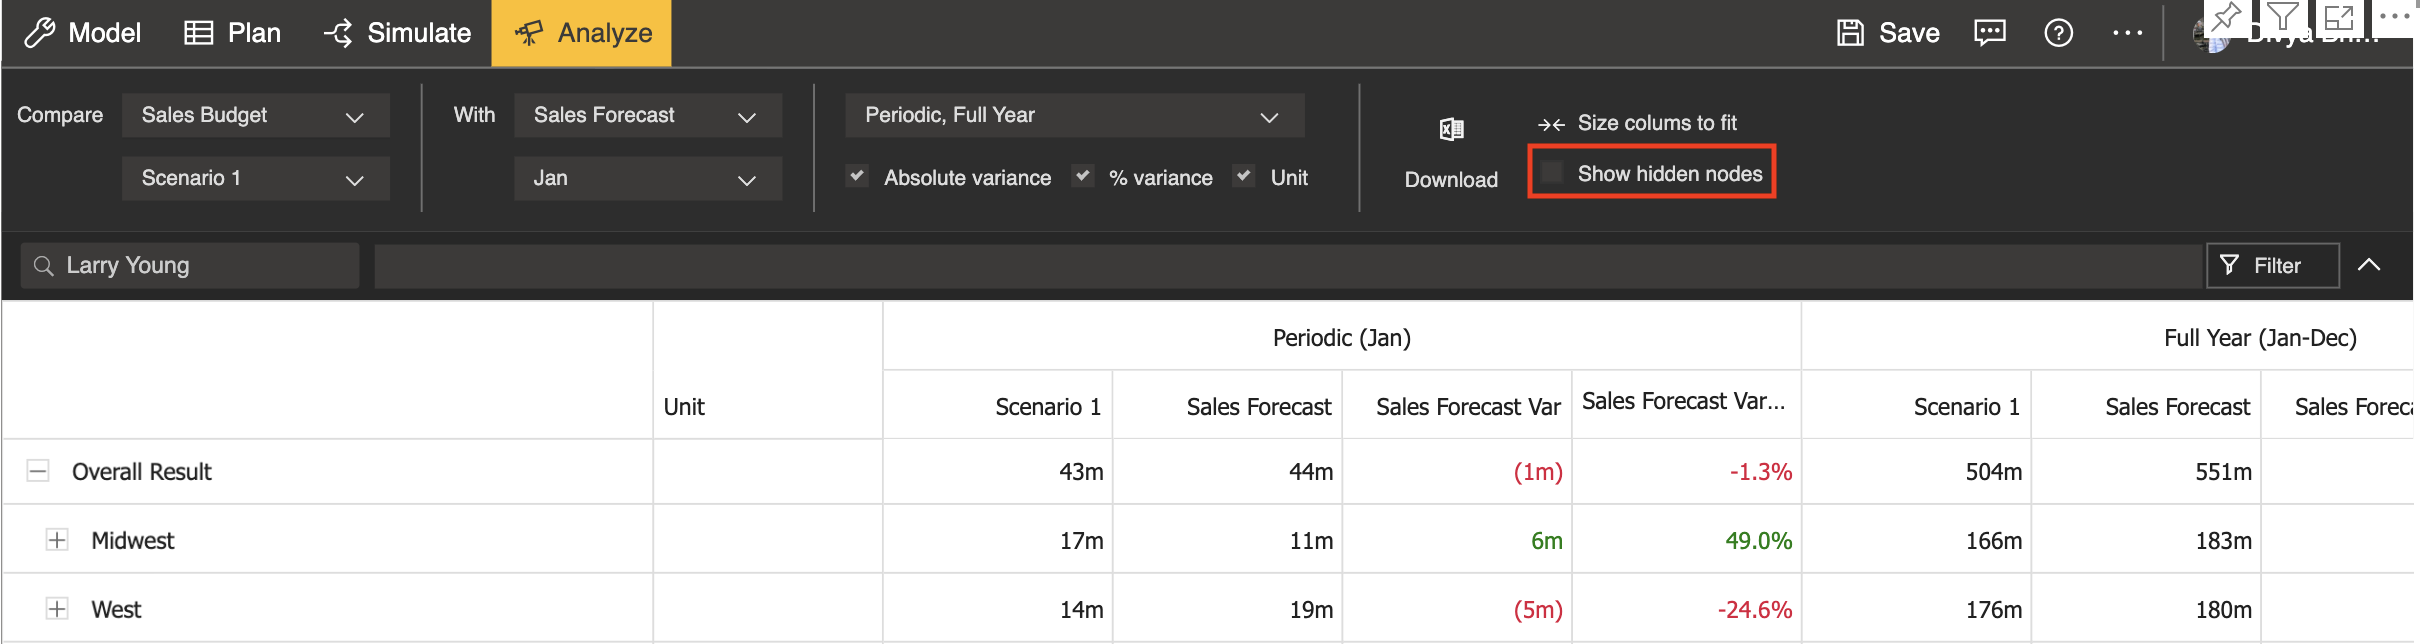 Model Plan Simulate Analyze Save
Compare Sales Budget With Sales Forecast Periodic, Full Year Size colums to fit
Scenario 1 Jan Absolute variance % variance Unit Download Show hidden nodes
Larry Young Filter
Periodic (Jan) Full Year (Jan-Dec)
Unit Scenario 1 Sales Forecast Sales Forecast Var Sales Forecast Var... Scenario 1 Sales Forecast Sales
Overall Result 43m 44m (1m) -1.3% 504m 551m
Midwest 17m 11m 6m 49.0% 166m 183m
West 14m 19m (5m) -24.6% 176m 180m